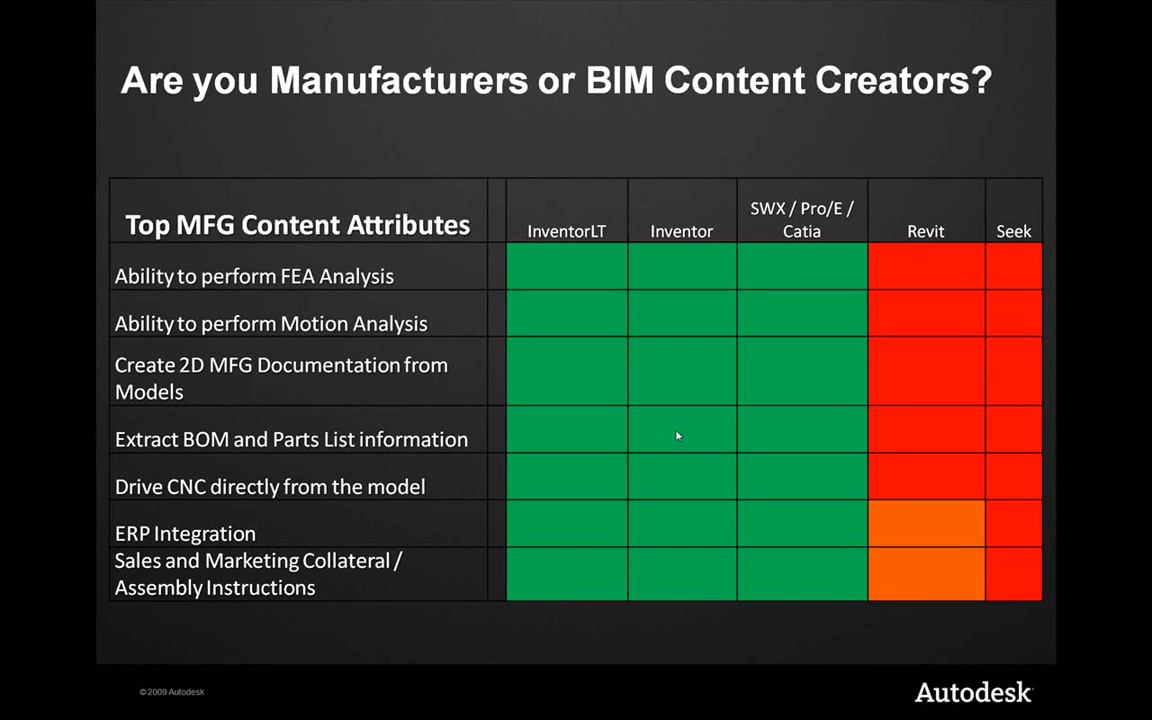 Are you Manufacturers or BIM Content Creators?
Top MFG Content Attributes
InventorLT
Inventor
SWX / Pro/E /
Catia
Revit
Seek
Ability to perform FEA Analysis
Ability to perform Motion Analysis
Create 2D MFG Documentation from
Models
Extract BOM and Parts List information
Drive CNC directly from the model
ERP Integration
Sales and Marketing Collateral /
Assembly Instructions
© 2009 Autodesk
Autodesk